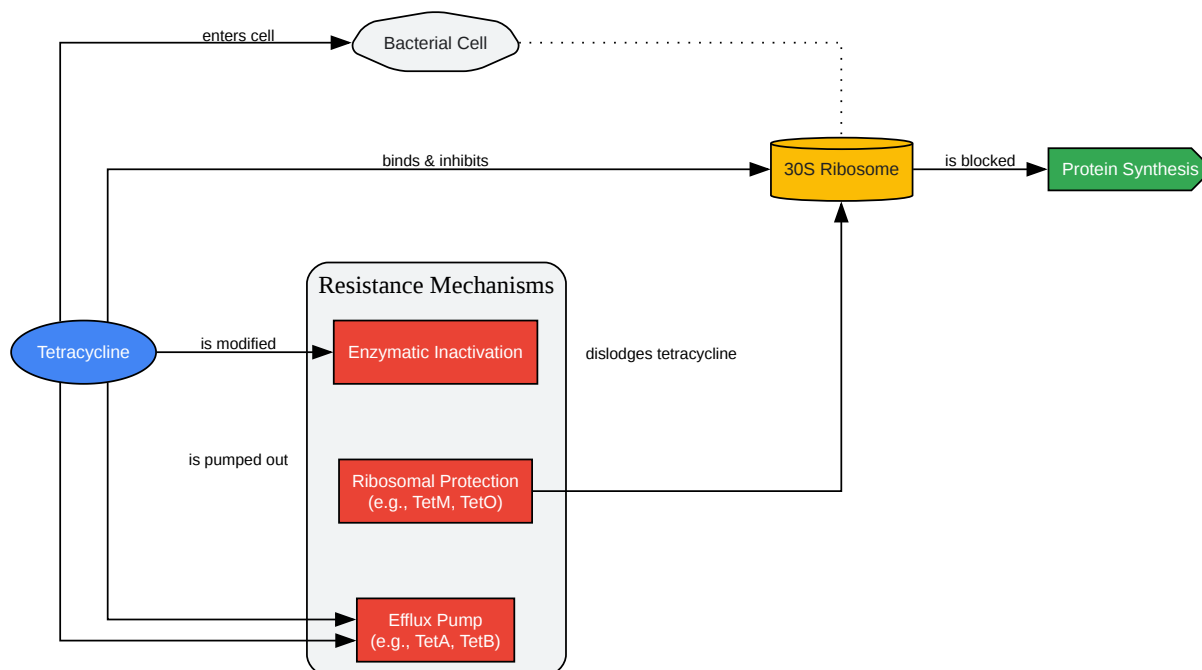 enters cell
Bacterial Cell
binds & inhibits
30S Ribosome
is blocked
Protein Synthesis
Resistance Mechanisms
Tetracycline
is modified
Enzymatic Inactivation
dislodges tetracycline
is pumped out
Ribosomal Protection
(e.g., TetM, TetO)
Efflux Pump
(e.g., TetA, TetB)